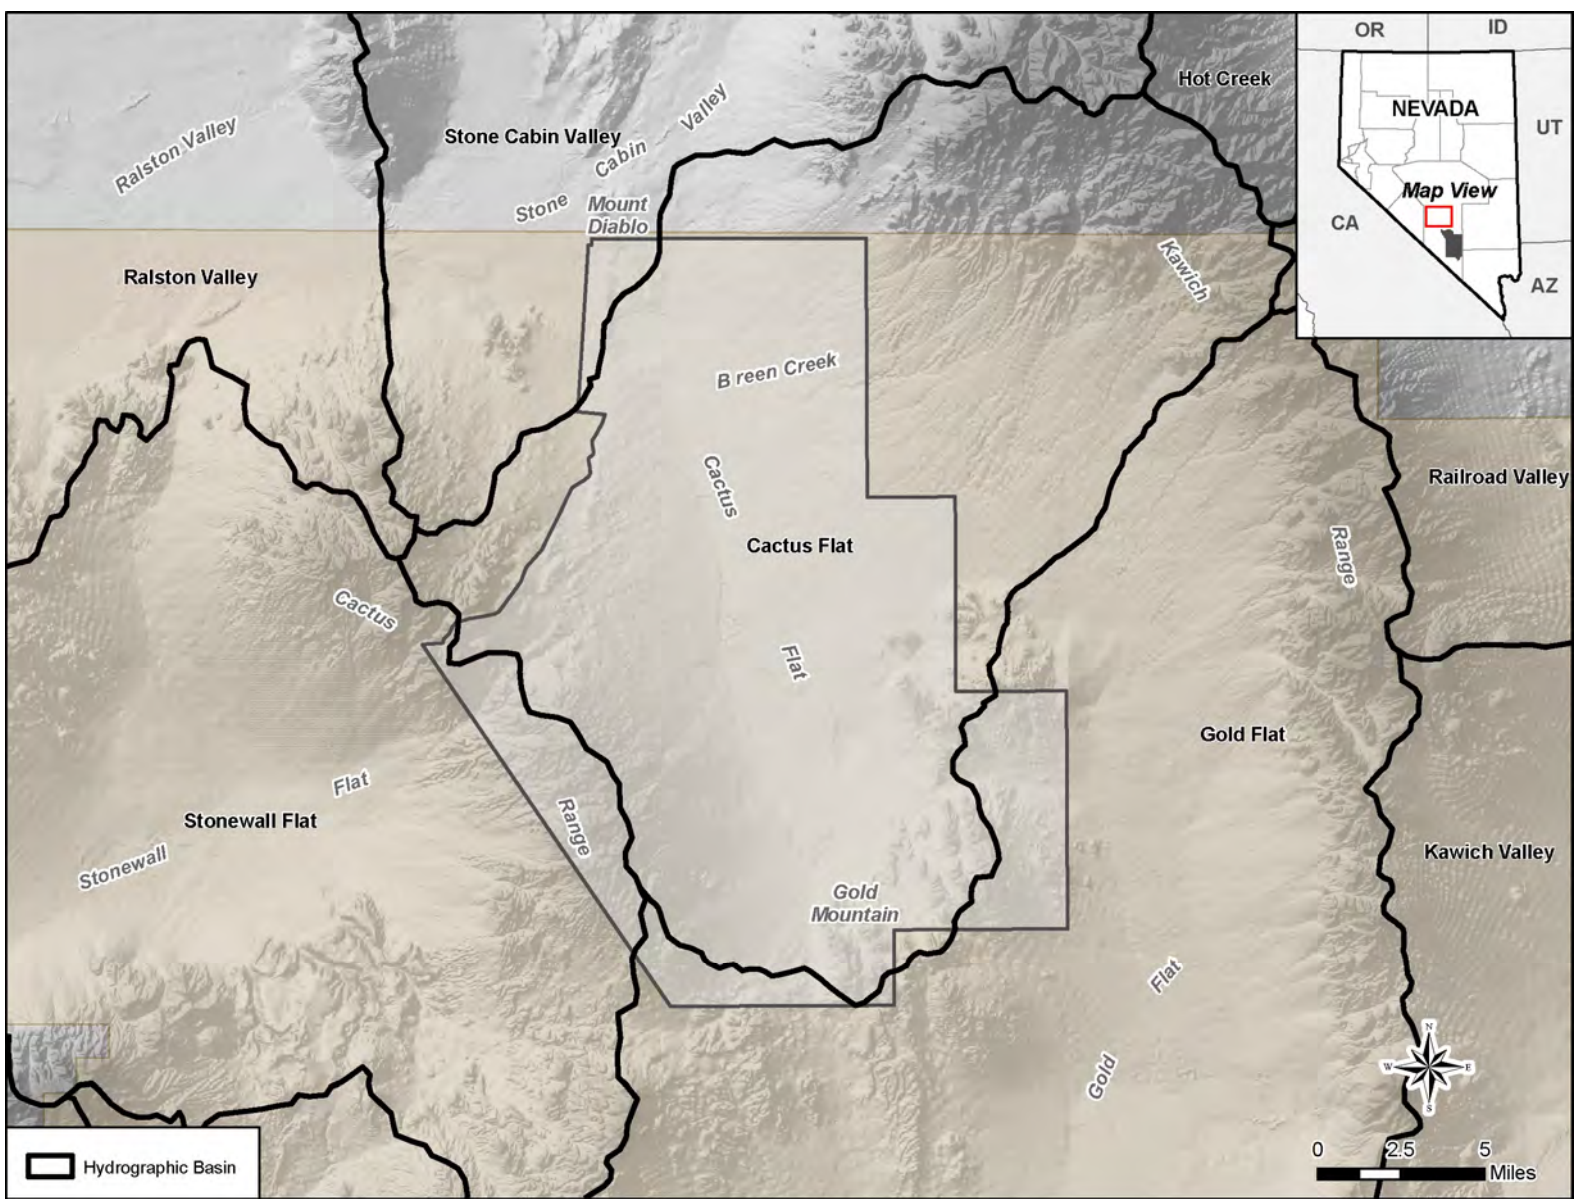 OR
ID
NEVADA
UT
Map View
CA
AZ
Hot Creek
Stone Cabin Valley
Ralston Valley
Stone Cabin Valley
Mount
Diablo
Kawich
Ralston Valley
B reen Creek
Cactus
Cactus Flat
Railroad Valley
Range
Cactus
Flat
Gold Flat
Flat
Stonewall Flat
Range
Stonewall
Kawich Valley
Gold
Mountain
Flat
Gold
N
W E
S
Hydrographic Basin
0 2.5 5
Miles